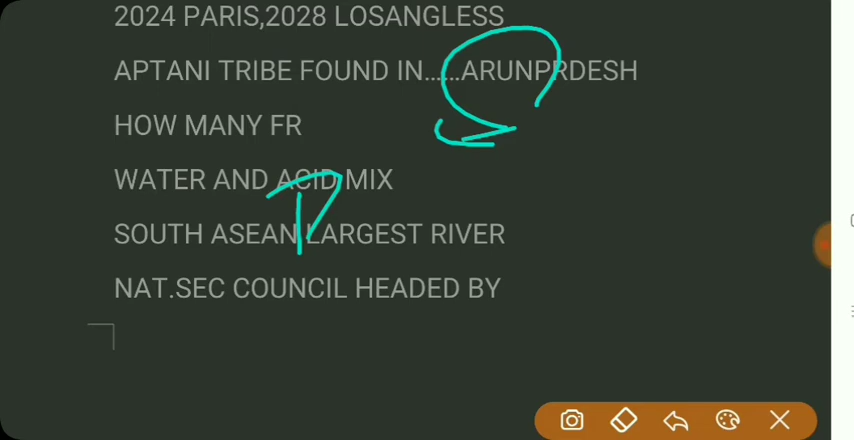 2024 PARIS,2028 LOSANGLESS
APTANI TRIBE FOUND IN......ARUNPRDESH
HOW MANY FR
WATER AND ACID MIX
SOUTH ASEAN LARGEST RIVER
NAT.SEC COUNCIL HEADED BY